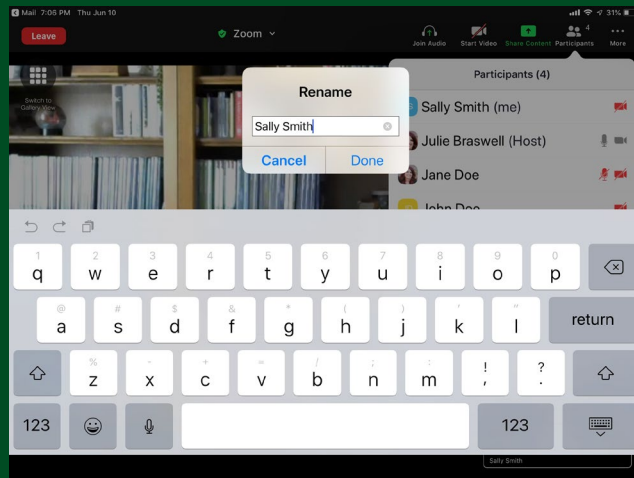 Mail 7:06 PM Thu Jun 10
31%
Leave
Zoom
Join Audio Start Video Share Content Participants More
4
Switch to
Gallery View
Participants (4)
Rename
Sally Smith
Cancel Done
Sally Smith (me)
Julie Braswell (Host)
Jane Doe
John Doe
1 2 3 4 5 6 7 8 9 0
q w e r t y u i o p
@ # $ & * ( ) ' "
a s d f g h j k l return
% - + = / ; : ! ?
z x c v b n m , .
123 123
Sally Smith